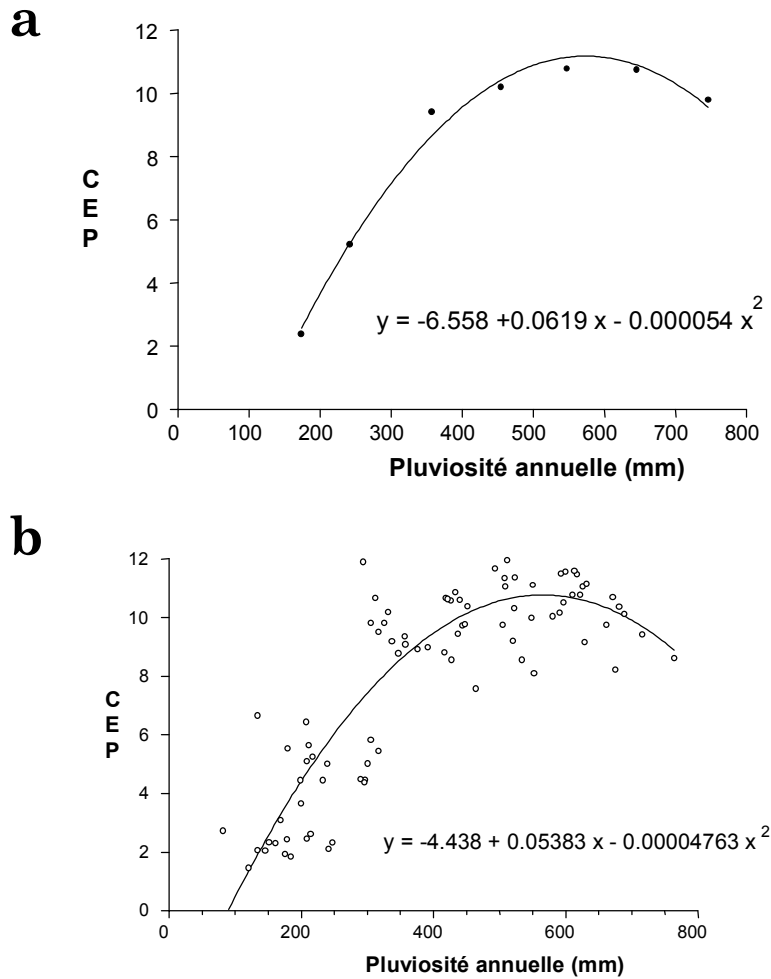 a
12
10
8
6
4
2
0
C
E
P
y = -6.558 +0.0619 x - 0.000054 x²
0 100 200 300 400 500 600 700 800
Pluviosité annuelle (mm)
b
12
10
8
6
4
2
0
C
E
P
y = -4.438 + 0.05383 x - 0.00004763 x²
0 200 400 600 800
Pluviosité annuelle (mm)